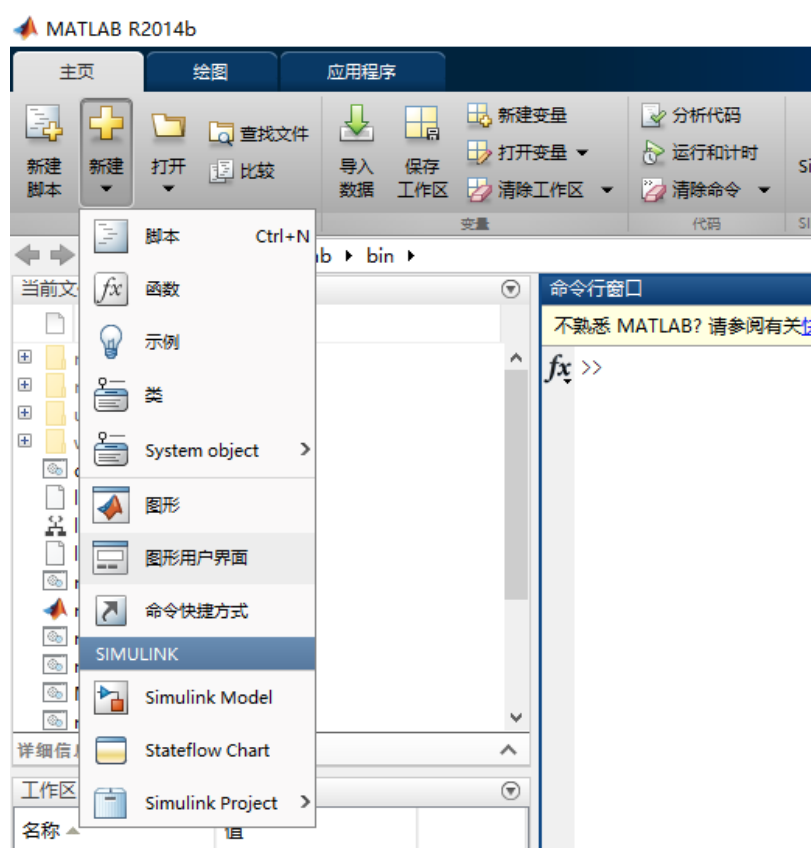 MATLAB R2014b
主页 绘图 应用程序
新建脚本 新建 打开 查找文件 比较 导入数据 保存工作区 新建变量 打开变量 清除工作区 分析代码 运行和计时 清除命令
变量 代码
bin
脚本 Ctrl+N
函数
示例
类
System object
图形
图形用户界面
命令快捷方式
SIMULINK
Simulink Model
Stateflow Chart
Simulink Project
当前文
详细信
工作区
名称 值
命令行窗口
不熟悉 MATLAB? 请参阅有关
fx >>